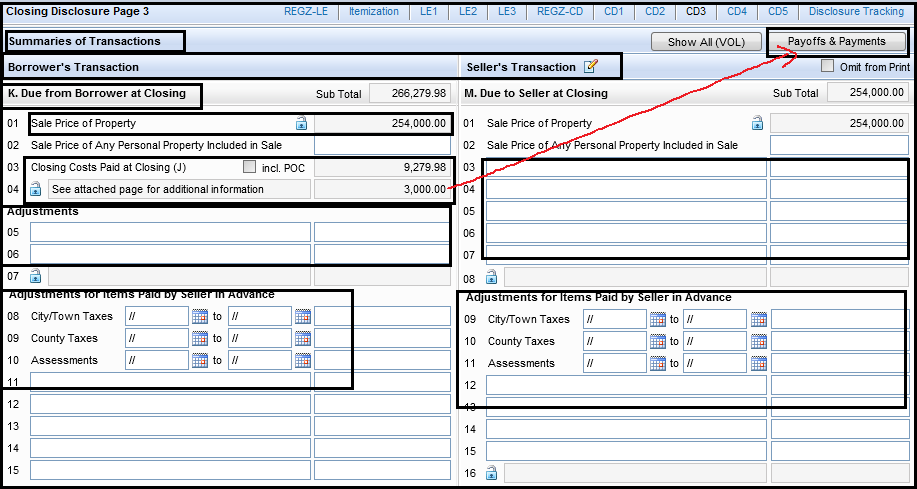 Closing Disclosure Page 3 REGZ-LE Itemization LE1 LE2 LE3 REGZ-CD CD1 CD2 CD3 CD4 CD5 Disclosure Tracking
Summaries of Transactions Show All (VOL) Payoffs & Payments
Borrower's Transaction Seller's Transaction Omit from Print
K. Due from Borrower at Closing Sub Total 266,279.98 M. Due to Seller at Closing Sub Total 254,000.00
01 Sale Price of Property 254,000.00 01 Sale Price of Property 254,000.00
02 Sale Price of Any Personal Property Included in Sale 02 Sale Price of Any Personal Property Included in Sale
03 Closing Costs Paid at Closing (J) incl. POC 9,279.98 03
04 See attached page for additional information 3,000.00 04
Adjustments 05
05 06
06 07
07 08
Adjustments for Items Paid by Seller in Advance Adjustments for Items Paid by Seller in Advance
08 City/Town Taxes // to // 09 City/Town Taxes // to //
09 County Taxes // to // 10 County Taxes // to //
10 Assessments // to // 11 Assessments // to //
11 12
12 13
13 14
14 15
15 16